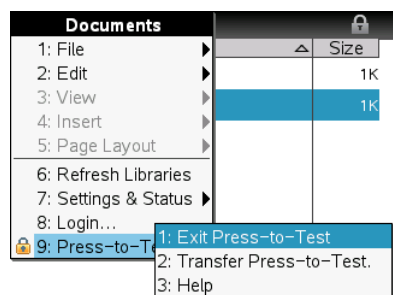 Documents
1: File
2: Edit
3: View
4: Insert
5: Page Layout
6: Refresh Libraries
7: Settings & Status
8: Login...
9: Press-to-Te
Size
1K
1K
1: Exit Press-to-Test
2: Transfer Press-to-Test.
3: Help